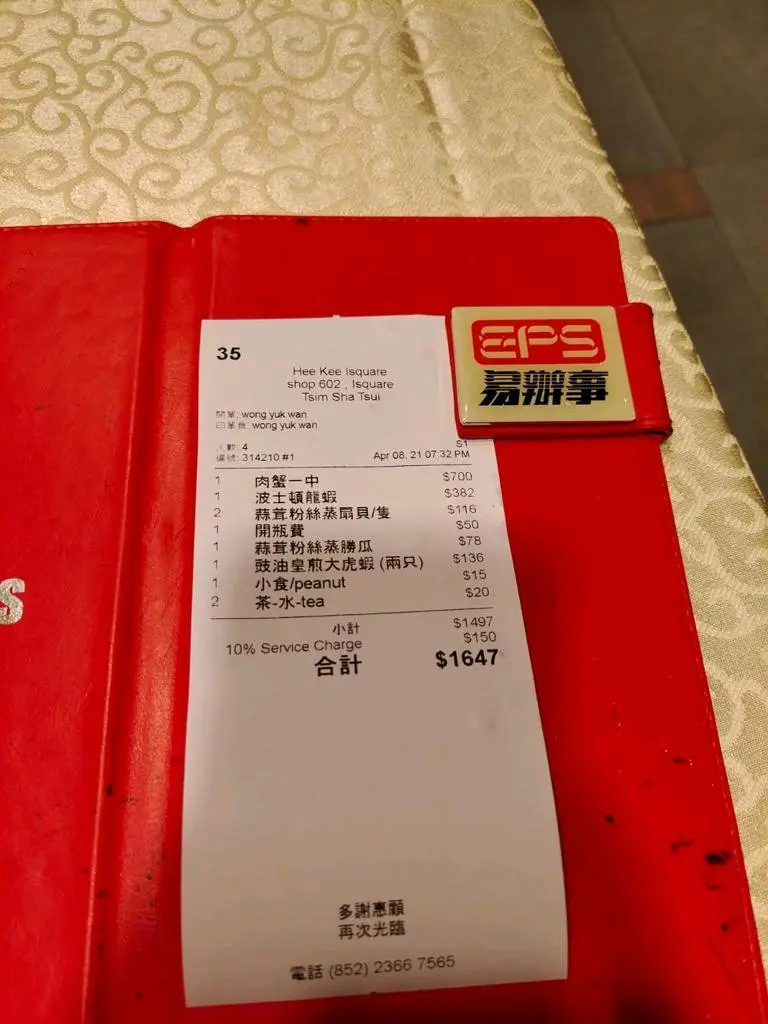 EPS
易辦事
35
Hee Kee Isquare
shop 602 , Isquare
Tsim Sha Tsui
開單: wong yuk wan
印單員: wong yuk wan
人數: 4 S1
編號: 314210 #1 Apr 08, 21 07:32 PM
1 肉蟹一中 $700
1 波士頓龍蝦 $382
2 蒜茸粉絲蒸扇貝/隻 $116
1 開瓶費 $50
1 蒜茸粉絲蒸勝瓜 $78
1 豉油皇煎大虎蝦 (兩只) $136
1 小食/peanut $15
2 茶-水-tea $20
小計 $1497
10% Service Charge $150
合計 $1647
多謝惠顧
再次光臨
電話 (852) 2366 7565